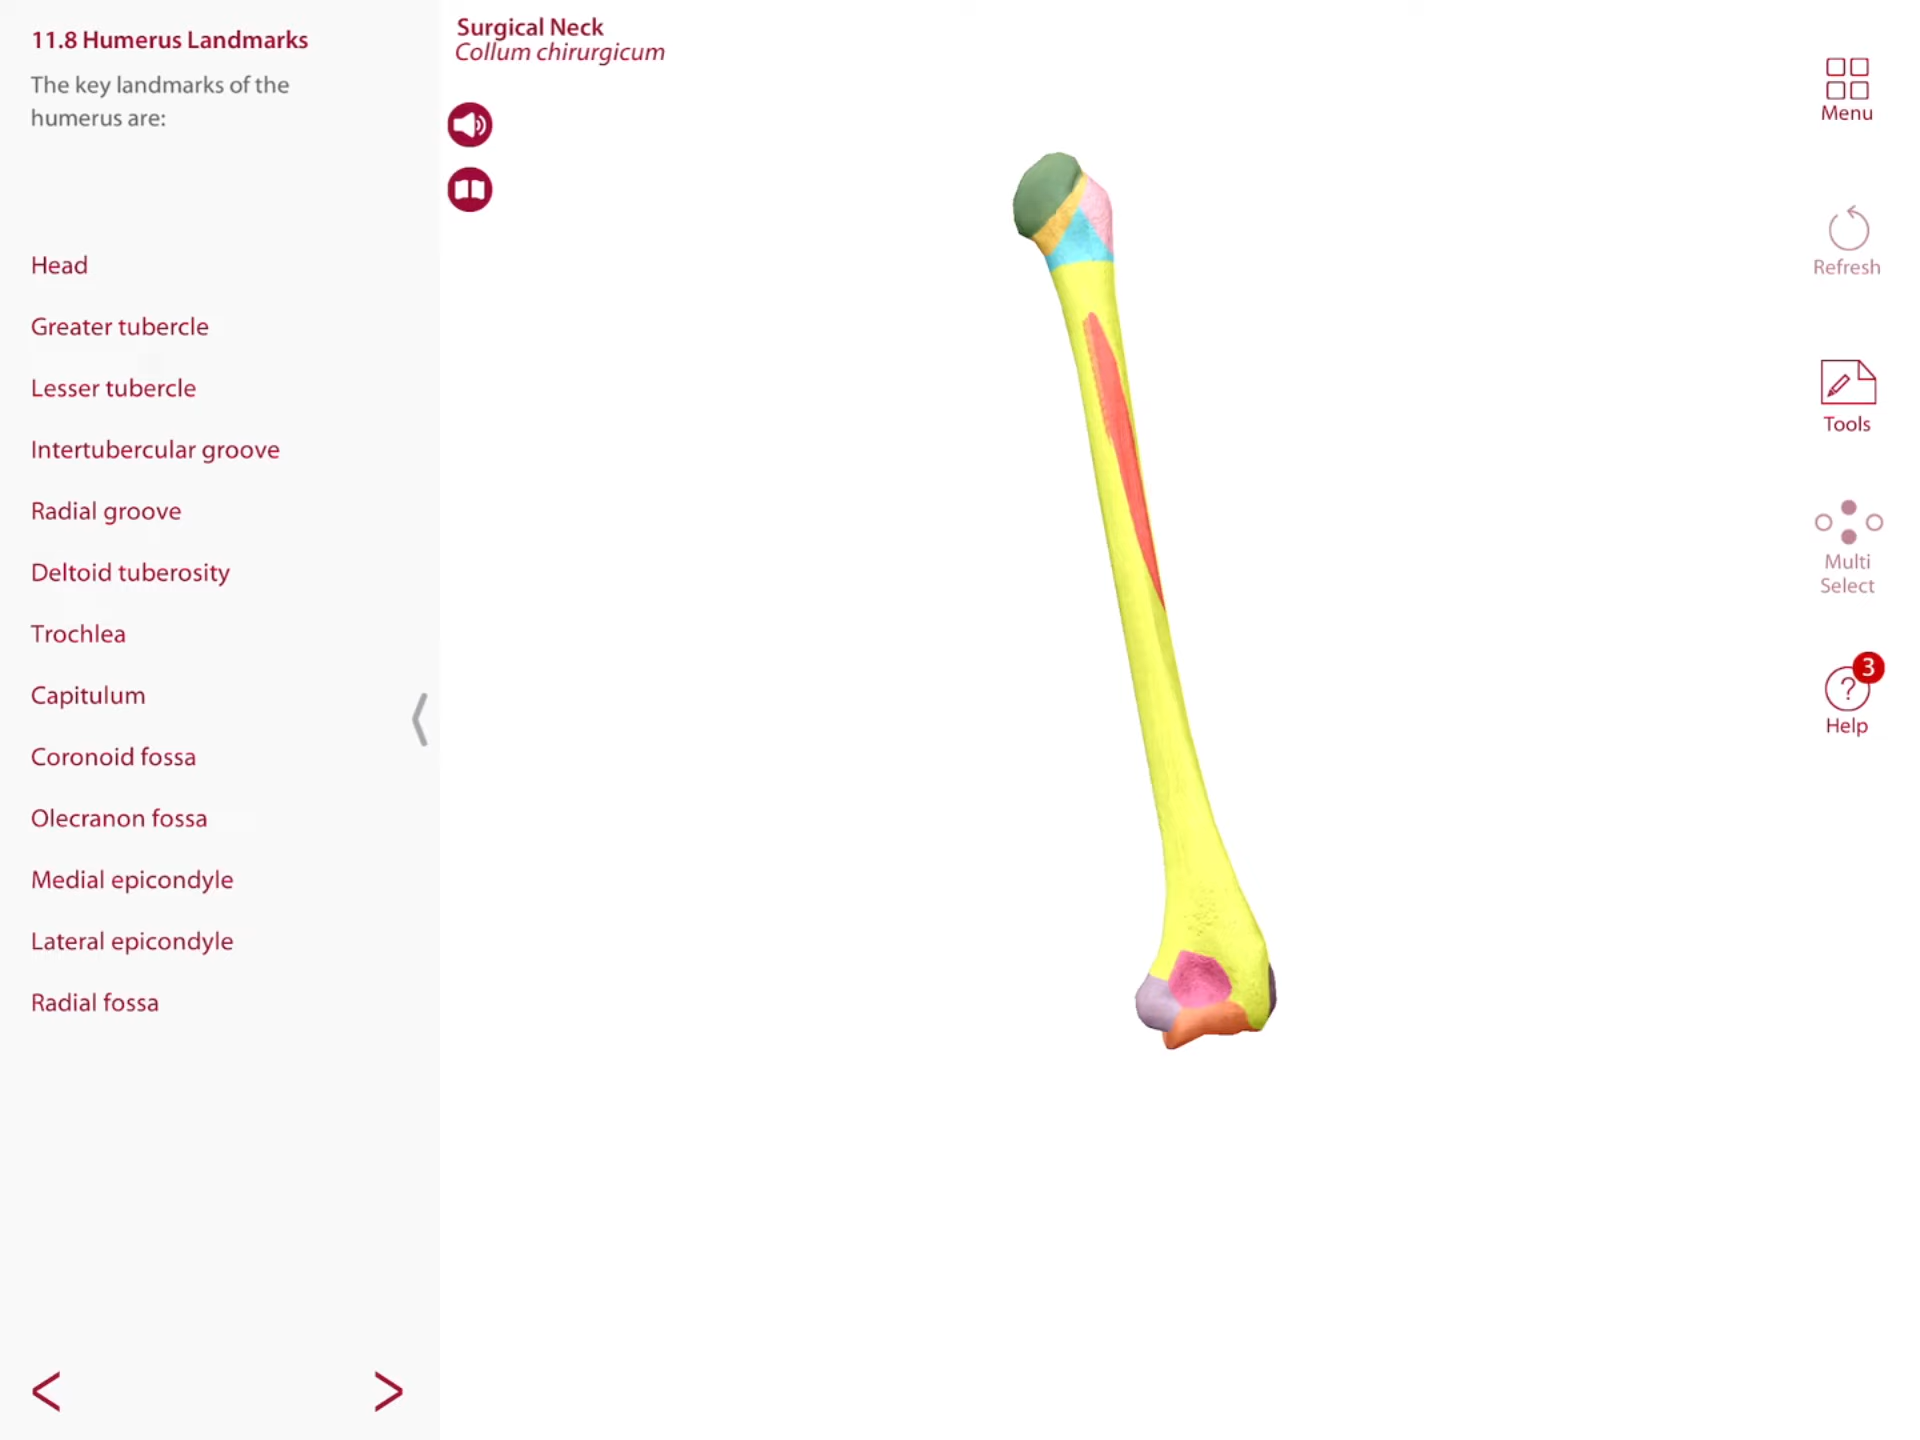 11.8 Humerus Landmarks
The key landmarks of the
humerus are:
Head
Greater tubercle
Lesser tubercle
Intertubercular groove
Radial groove
Deltoid tuberosity
Trochlea
Capitulum
Coronoid fossa
Olecranon fossa
Medial epicondyle
Lateral epicondyle
Radial fossa
Surgical Neck
Collum chirurgicum
Menu
Refresh
Tools
Multi
Select
3
?
Help